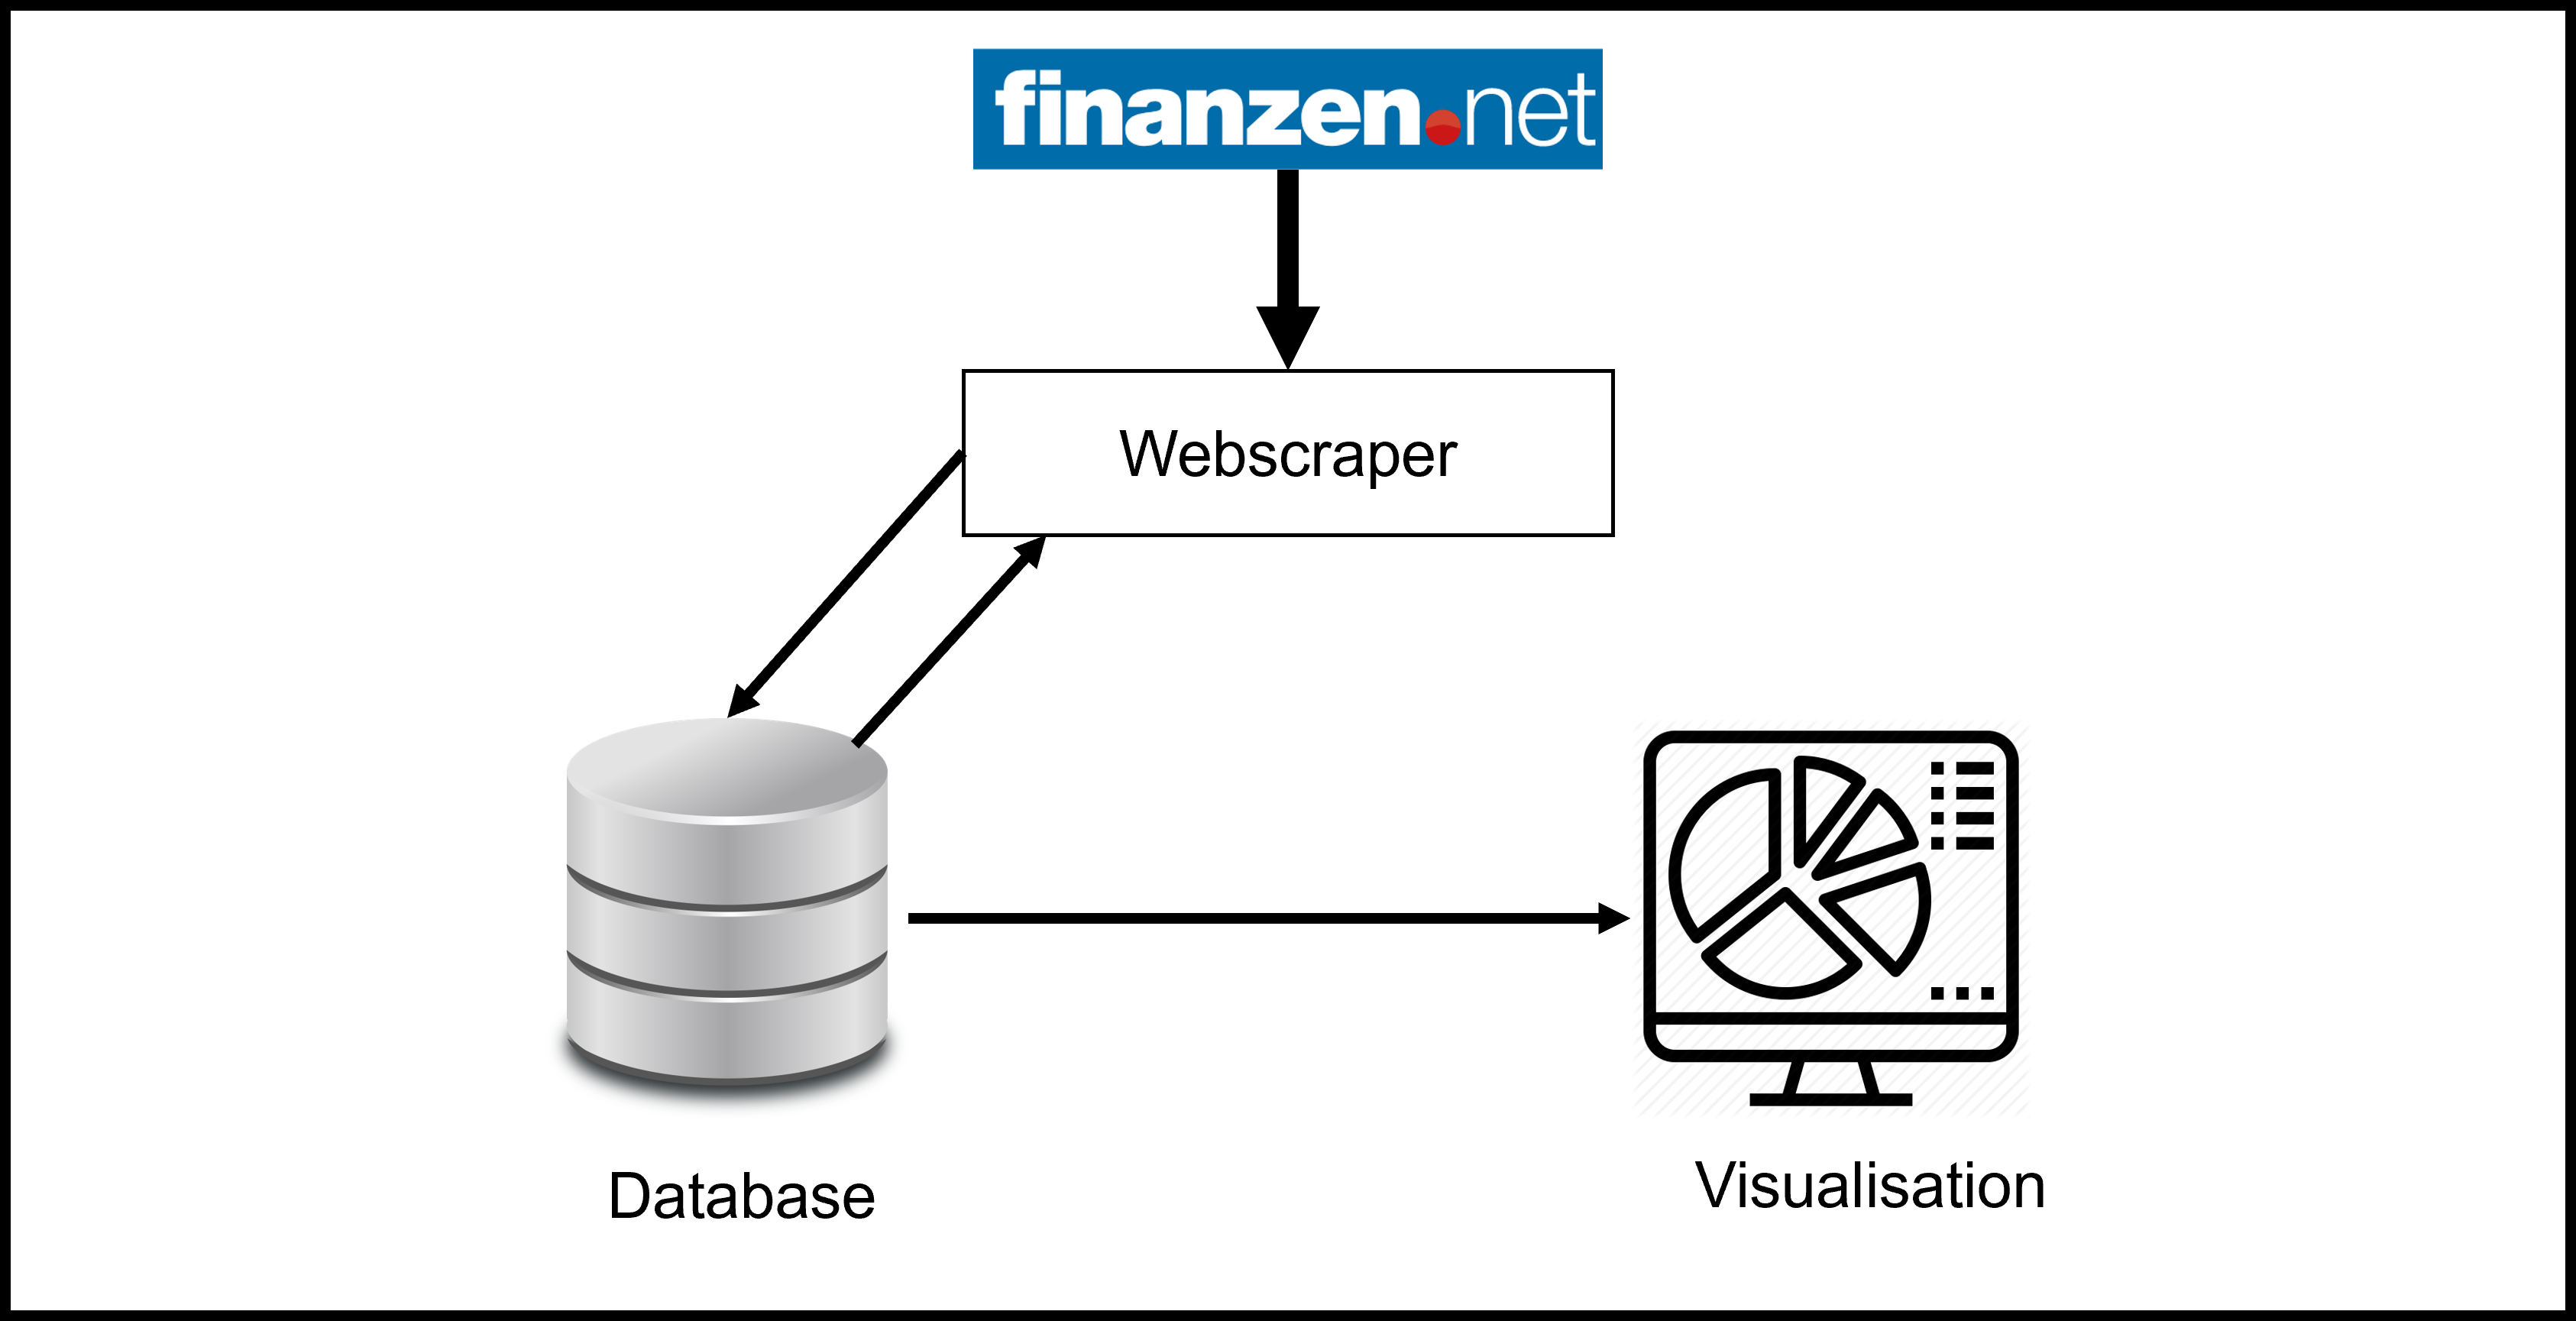 finanzen.net
Webscraper
Database
Visualisation